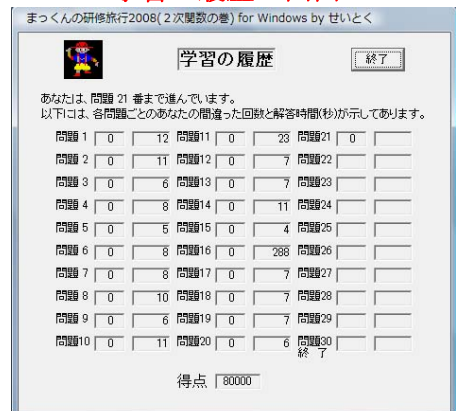 まっくんの研修旅行2008(2次関数の巻) for Windows by せいとく
学習の履歴
終了
あなたは、問題 21 番まで進んでいます。
以下には、各問題ごとのあなたの間違った回数と解答時間(秒)が示してあります。
問題 1 0 12 問題11 0 23 問題21 0
問題 2 0 11 問題12 0 7 問題22
問題 3 0 6 問題13 0 7 問題23
問題 4 0 8 問題14 0 11 問題24
問題 5 0 5 問題15 0 4 問題25
問題 6 0 8 問題16 0 288 問題26
問題 7 0 8 問題17 0 7 問題27
問題 8 0 10 問題18 0 7 問題28
問題 9 0 6 問題19 0 7 問題29
問題10 0 11 問題20 0 6 問題30
終 了
得点 80000